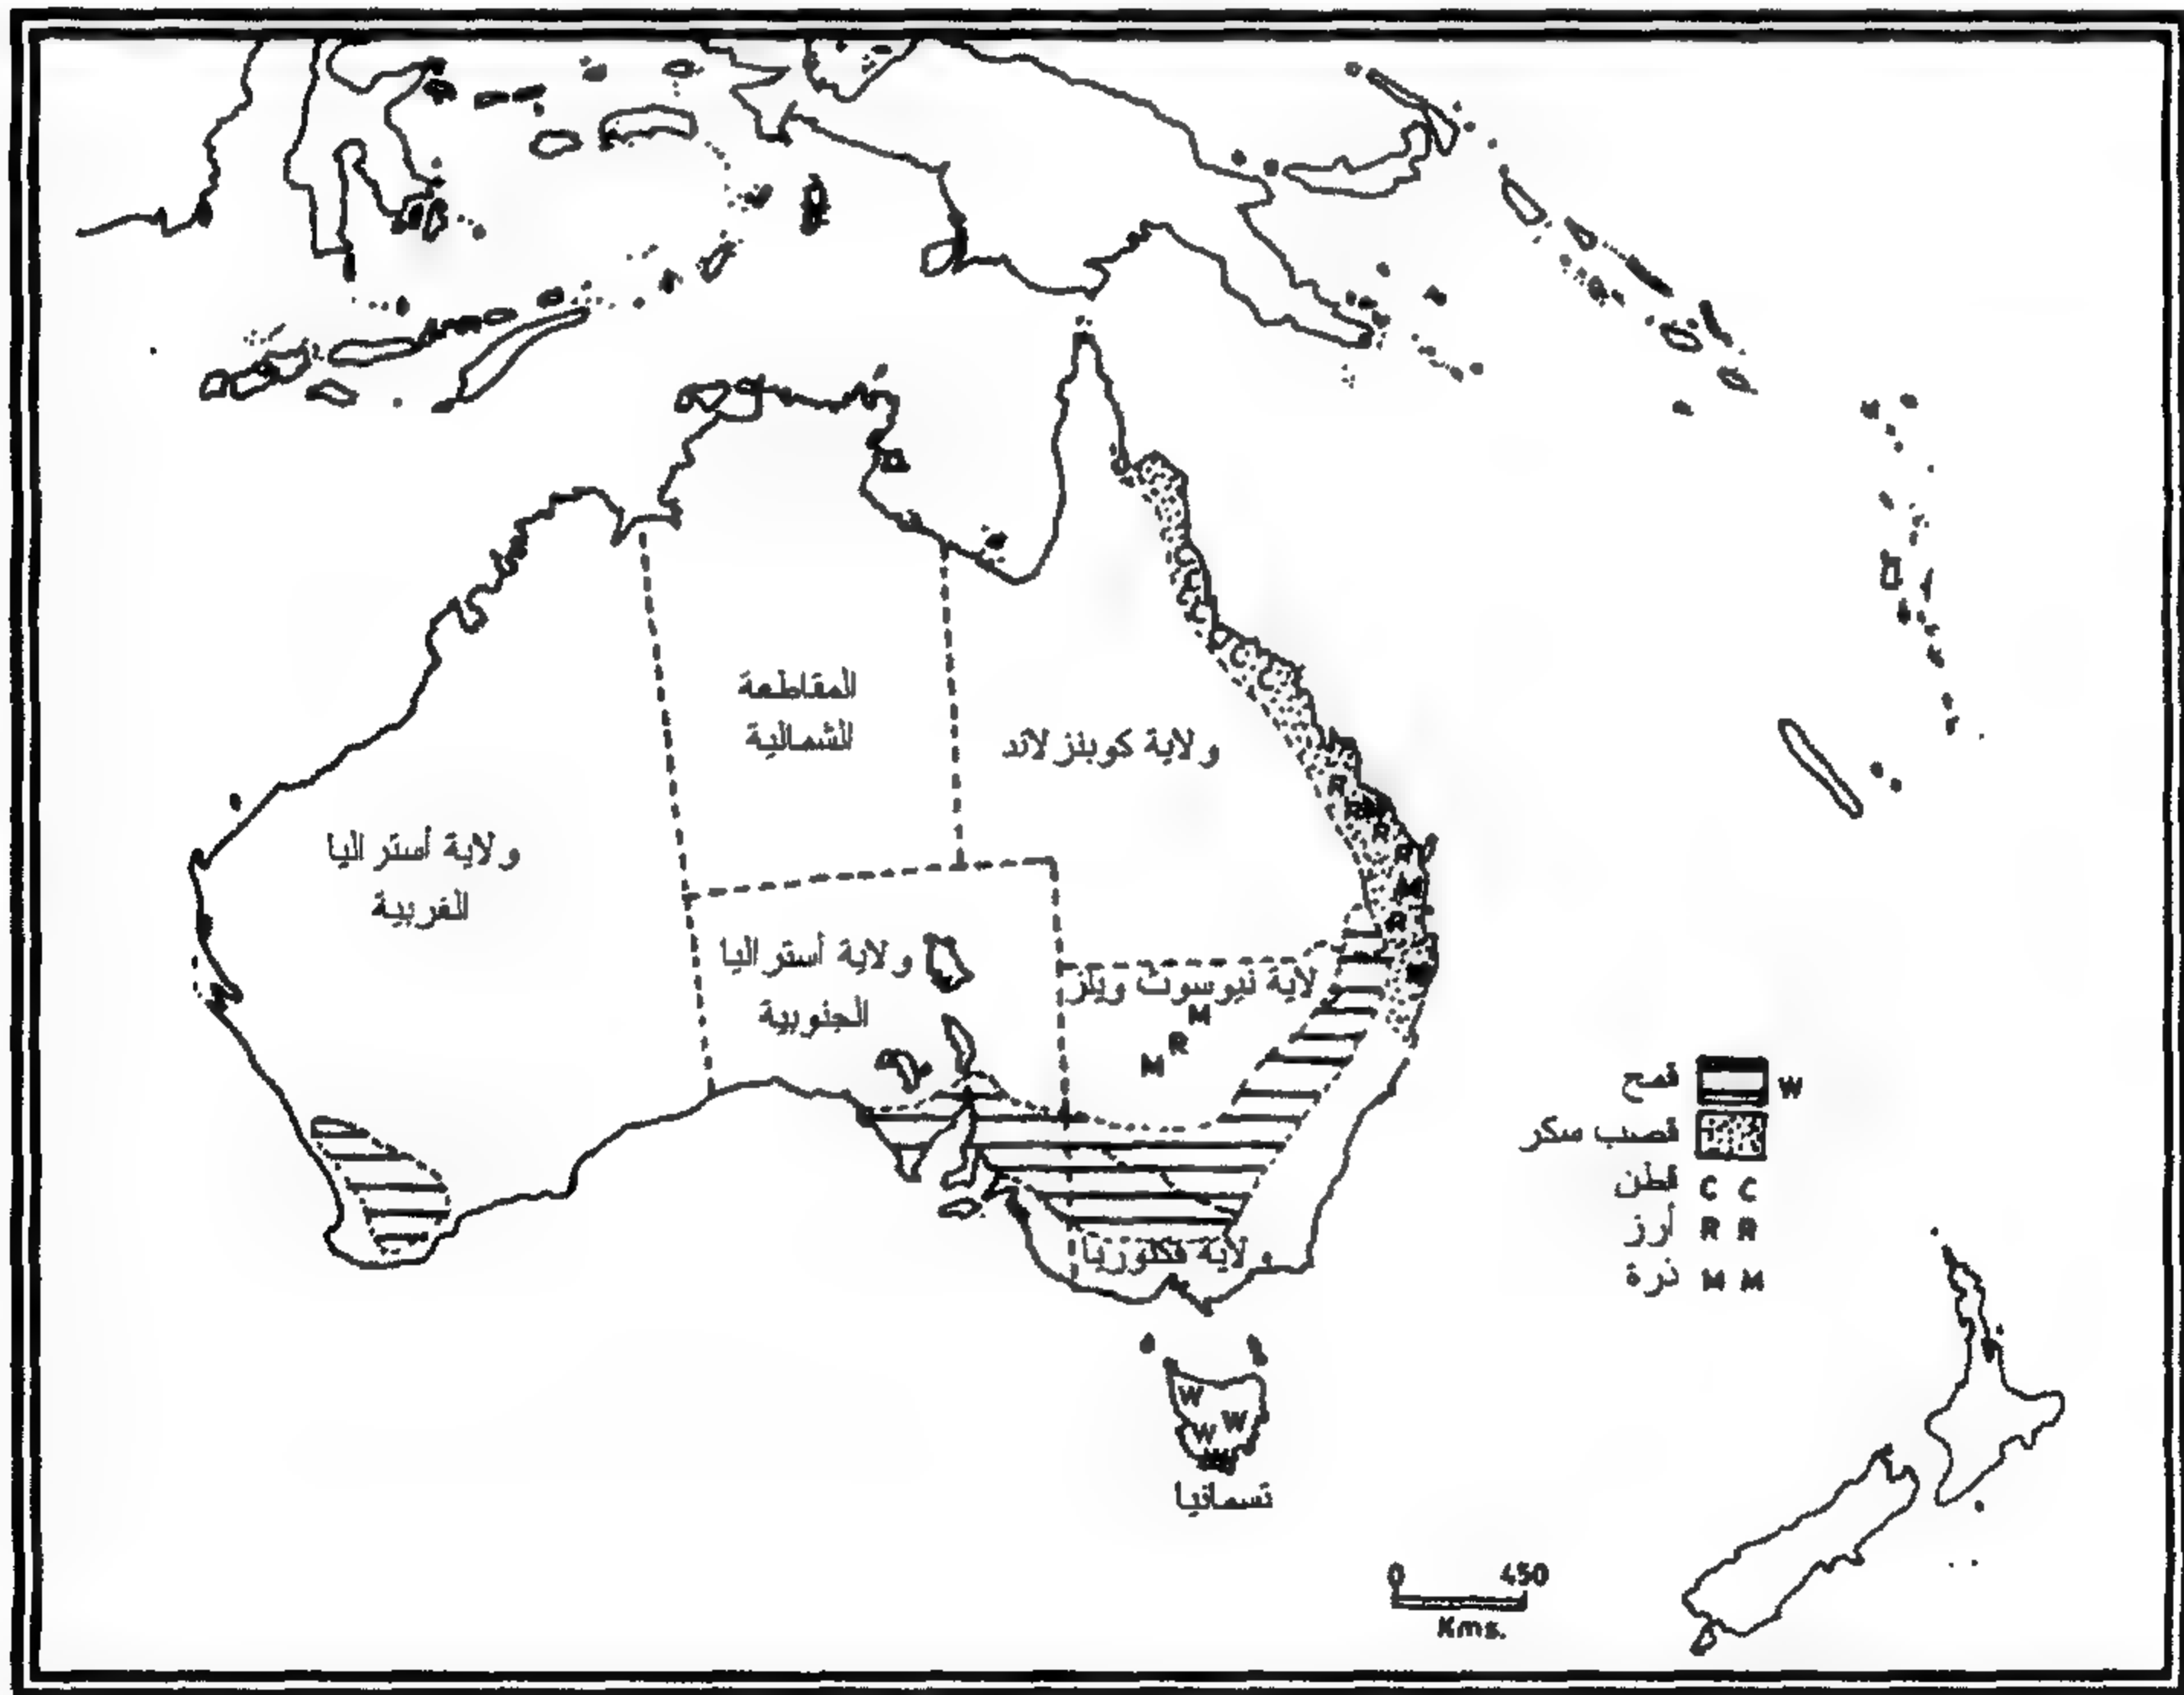 المقاطعة
الشمالية
ولاية كوينزلاند
ولاية أستراليا
الغربية
ولاية أستراليا
الجنوبية
لاية نيوسوث ويلز
M
R
M
C
C
C
C
R
R
R
R
M
R
ولاية فكتوريا
W
W
W
تسمانيا
قمح W
قصب سكر
قطن C C
أرز R R
ذرة M M
0 450
Kms.